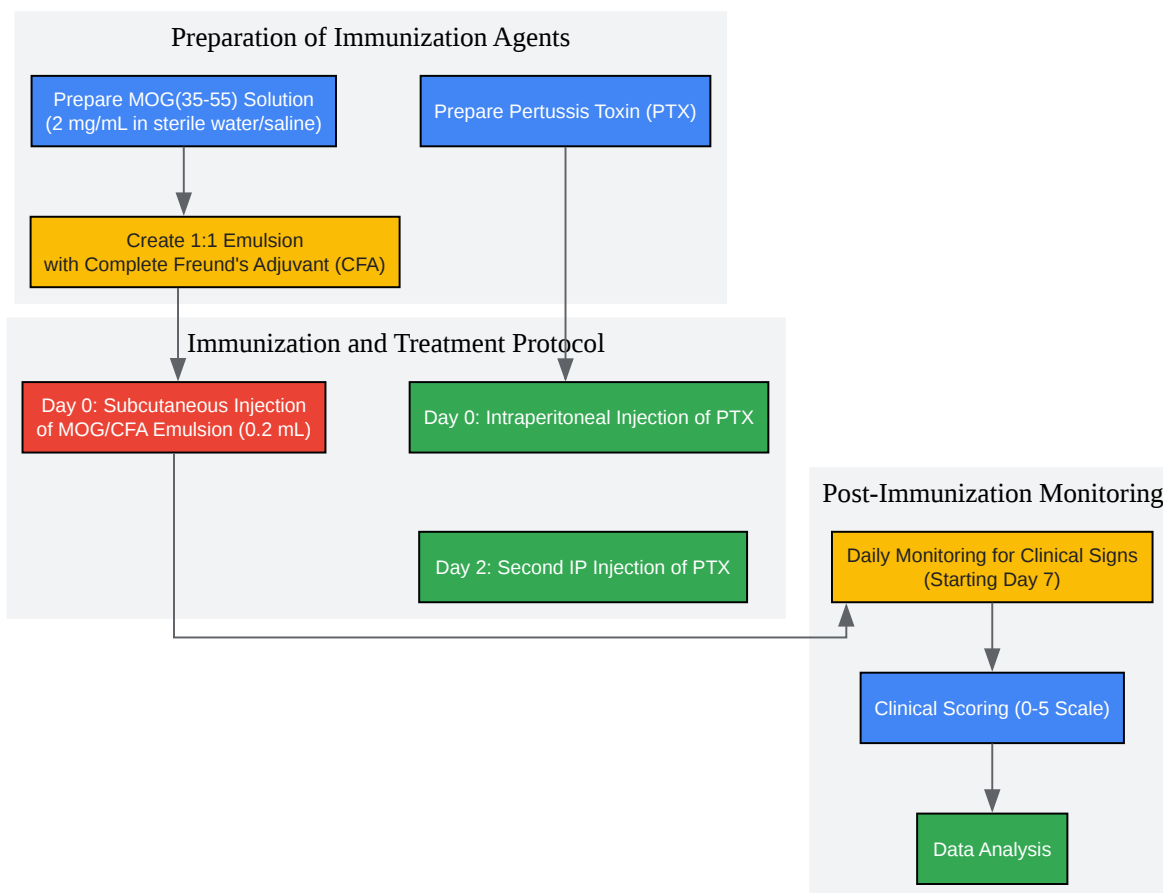 Preparation of Immunization Agents
Prepare MOG(35-55) Solution
(2 mg/mL in sterile water/saline)
Prepare Pertussis Toxin (PTX)
Create 1:1 Emulsion
with Complete Freund's Adjuvant (CFA)
Immunization and Treatment Protocol
Day 0: Subcutaneous Injection
of MOG/CFA Emulsion (0.2 mL)
Day 0: Intraperitoneal Injection of PTX
Day 2: Second IP Injection of PTX
Post-Immunization Monitoring
Daily Monitoring for Clinical Signs
(Starting Day 7)
Clinical Scoring (0-5 Scale)
Data Analysis